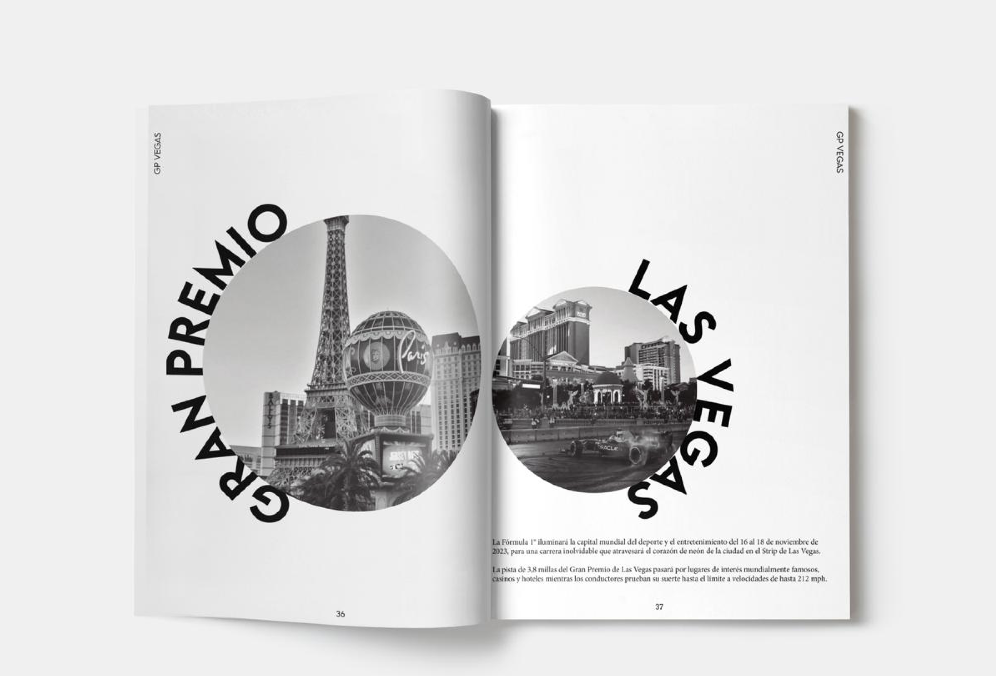 GP VEGAS
GRAN PREMIO
Paris
36
GP VEGAS
LAS VEGAS
ORACLE
La Fórmula 1® iluminará la capital mundial del deporte y el entretenimiento del 16 al 18 de noviembre de
2023, para una carrera inolvidable que atravesará el corazón de neón de la ciudad en el Strip de Las Vegas.
La pista de 3,8 millas del Gran Premio de Las Vegas pasará por lugares de interés mundialmente famosos,
casinos y hoteles mientras los conductores prueban su suerte hasta el límite a velocidades de hasta 212 mph.
37